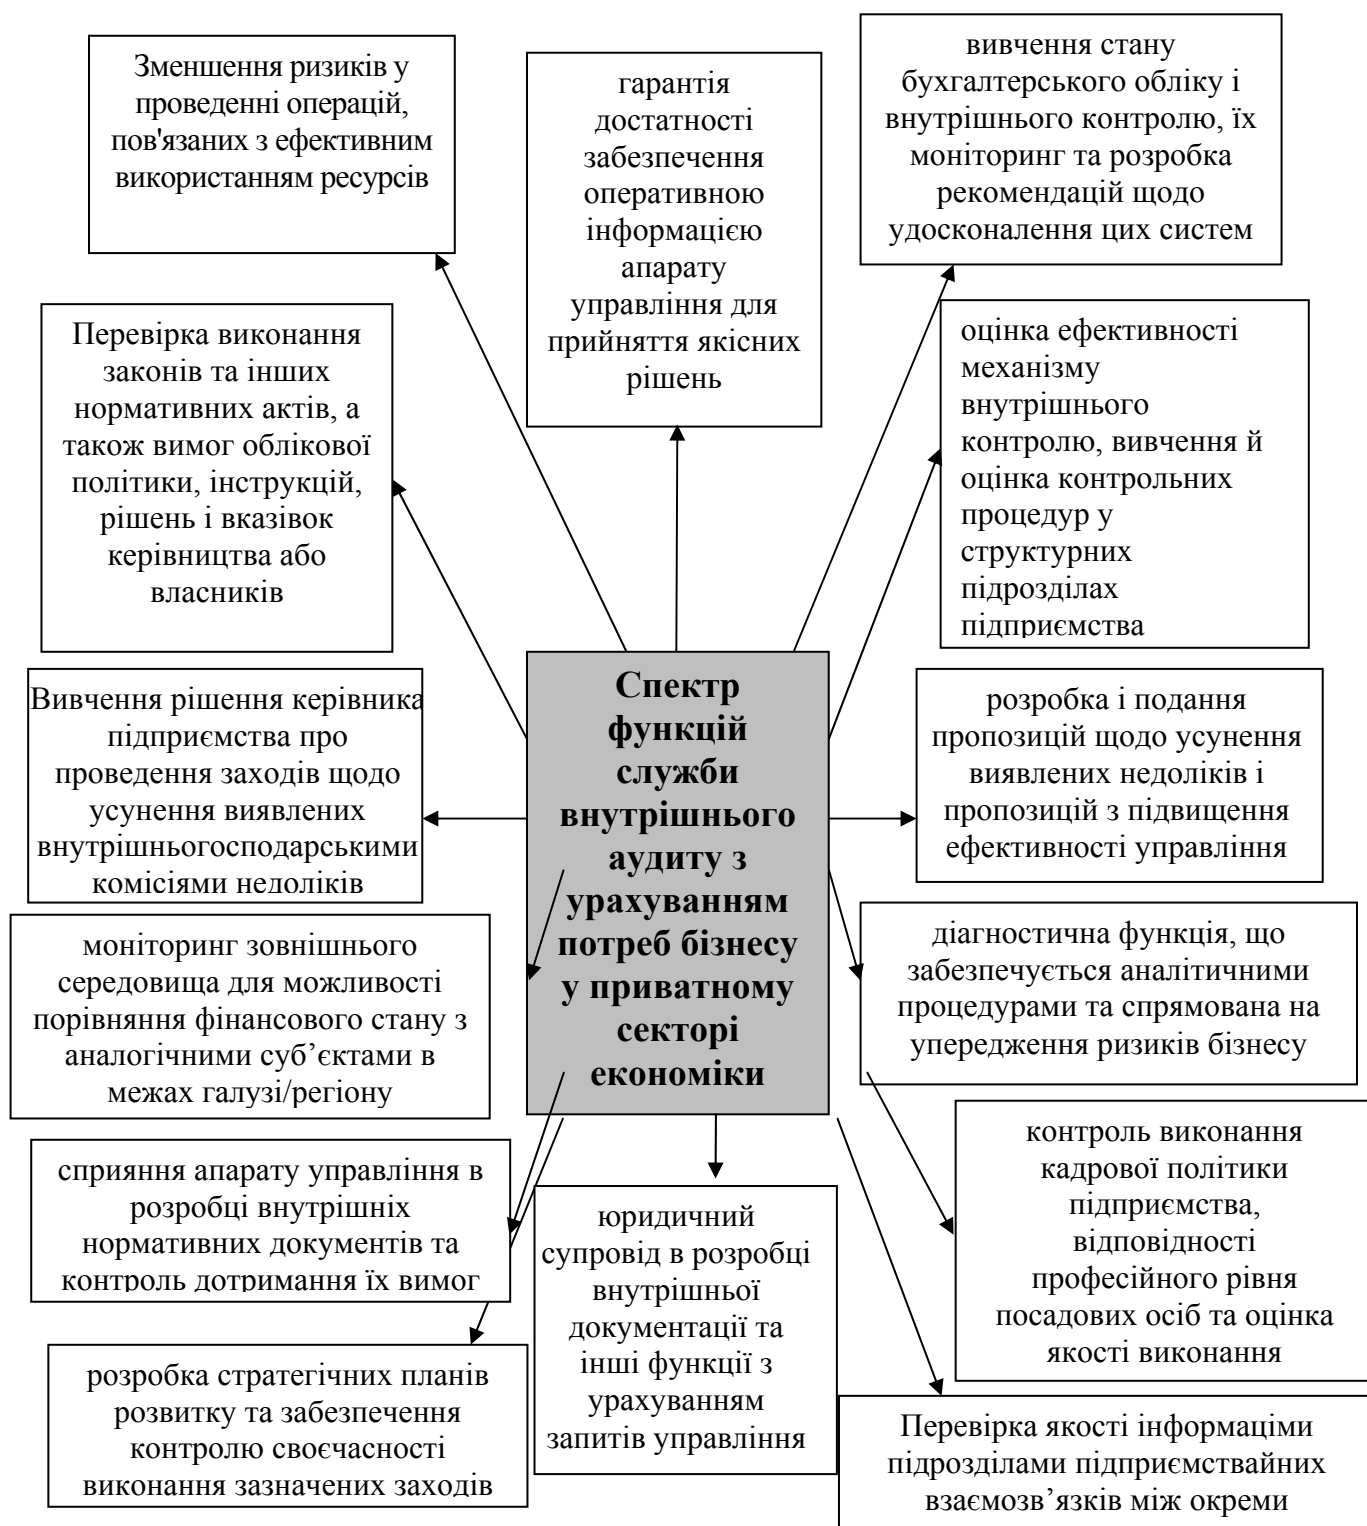 Зменшення ризиків у
проведенні операцій,
пов'язаних з ефективним
використанням ресурсів
гарантія
достатності
забезпечення
оперативною
інформацією
апарату
управління для
прийняття якісних
рішень
вивчення стану
бухгалтерського обліку і
внутрішнього контролю, їх
моніторинг та розробка
рекомендацій щодо
удосконалення цих систем
Перевірка виконання
законів та інших
нормативних актів, а
також вимог облікової
політики, інструкцій,
рішень і вказівок
керівництва або
власників
оцінка ефективності
механізму
внутрішнього
контролю, вивчення й
оцінка контрольних
процедур у
структурних
підрозділах
підприємства
Спектр
функцій
служби
внутрішнього
аудиту з
урахуванням
потреб бізнесу
у приватному
секторі
економіки
Вивчення рішення керівника
підприємства про
проведення заходів щодо
усунення виявлених
внутрішньогосподарськими
комісіями недоліків
розробка і подання
пропозицій щодо усунення
виявлених недоліків і
пропозицій з підвищення
ефективності управління
моніторинг зовнішнього
середовища для можливості
порівняння фінансового стану з
аналогічними суб’єктами в
межах галузі/регіону
діагностична функція, що
забезпечується аналітичними
процедурами та спрямована на
упередження ризиків бізнесу
сприяння апарату управління в
розробці внутрішніх
нормативних документів та
контроль дотримання їх вимог
юридичний
супровід в розробці
внутрішньої
документації та
інші функції з
урахуванням
запитів управління
контроль виконання
кадрової політики
підприємства,
відповідності
професійного рівня
посадових осіб та оцінка
якості виконання
розробка стратегічних планів
розвитку та забезпечення
контролю своєчасності
виконання зазначених заходів
Перевірка якості інформаціми
підрозділами підприємствайних
взаємозв’язків між окреми